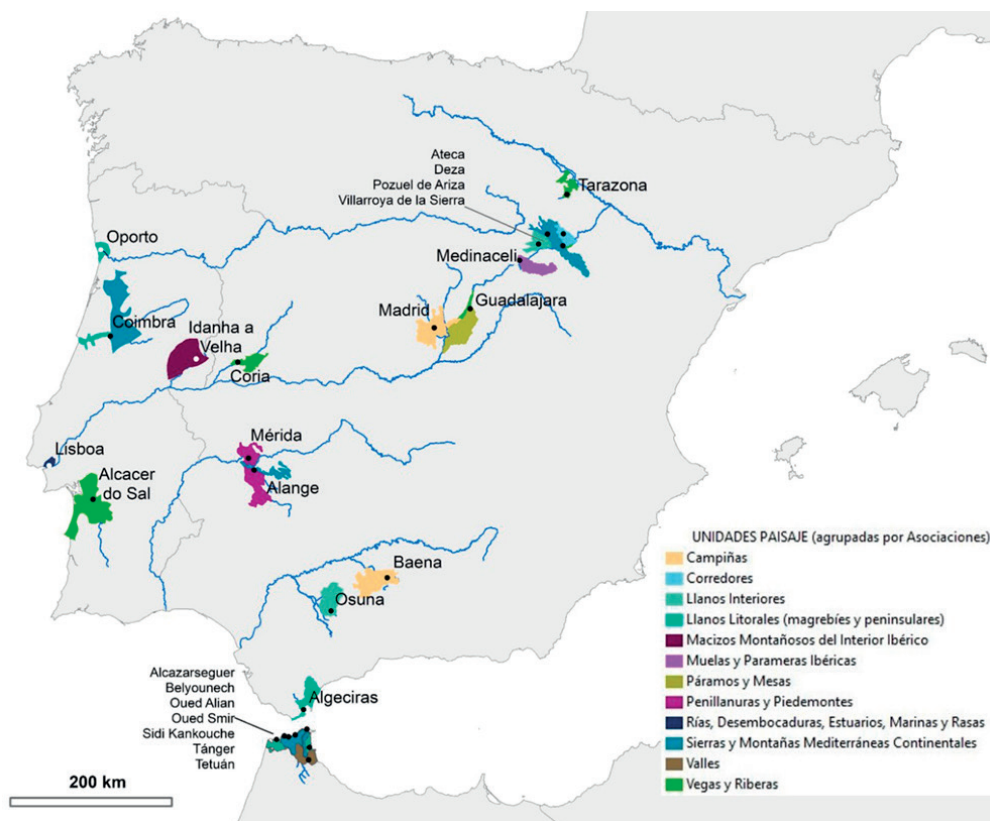 Ateca
Deza
Pozuel de Ariza
Villarroya de la Sierra
Tarazona
Oporto
Medinaceli
Guadalajara
Madrid
Coimbra
Idanha a
Velha
Coria
Lisboa
Mérida
Alcacer
do Sal
Alange
Baena
Osuna
Alcazarseguer
Belyounech
Oued Alian
Oued Smir
Sidi Kankouche
Tánger
Tetuán
Algeciras
200 km
UNIDADES PAISAJE (agrupadas por Asociaciones)
Campiñas
Corredores
Llanos Interiores
Llanos Litorales (magrebíes y peninsulares)
Macizos Montañosos del Interior Ibérico
Muelas y Parameras Ibéricas
Páramos y Mesas
Penillanuras y Piedemontes
Rías, Desembocaduras, Estuarios, Marinas y Rasas
Sierras y Montañas Mediterráneas Continentales
Valles
Vegas y Riberas